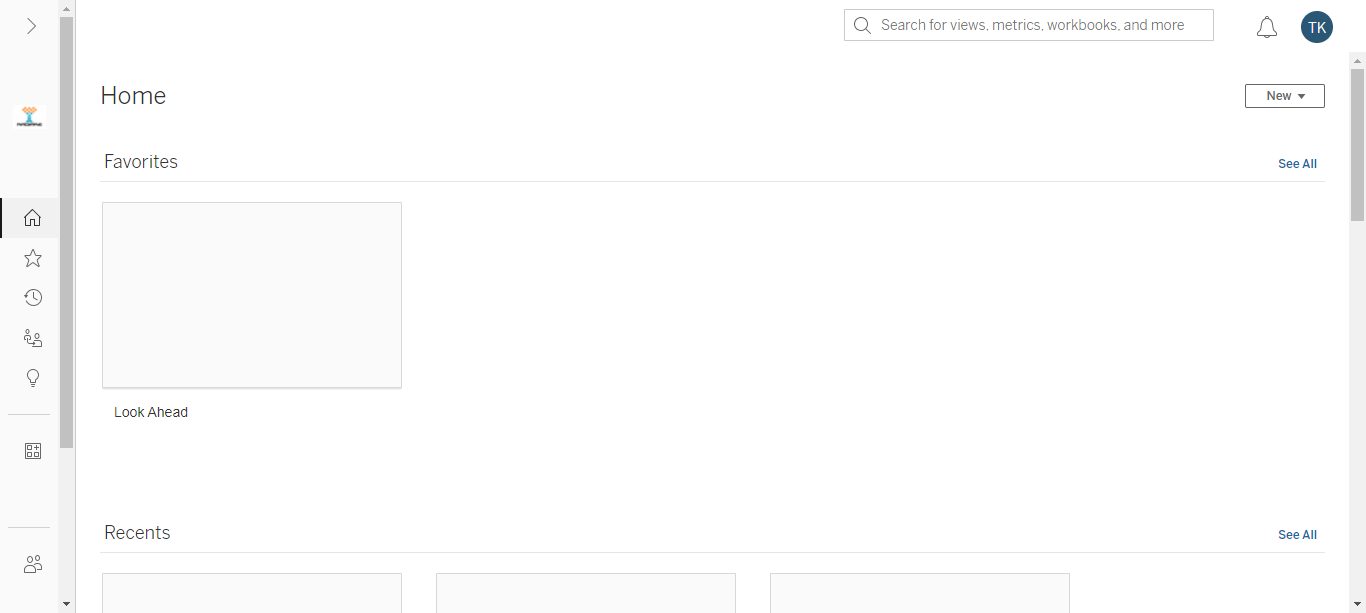 Search for views, metrics, workbooks, and more
TK
Home
New
Favorites
See All
Look Ahead
Recents
See All